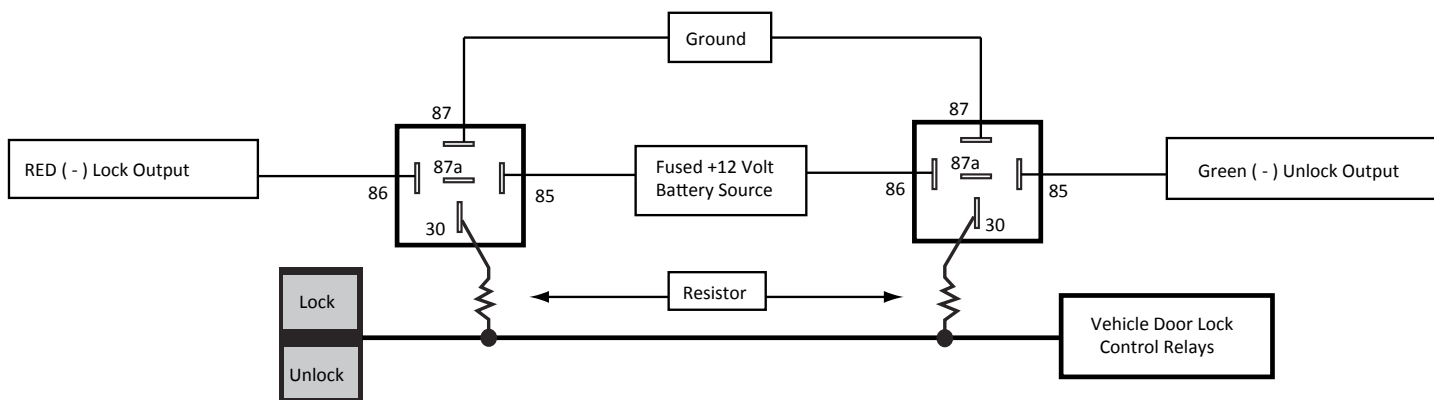 Ground
87
87
RED ( - ) Lock Output
87a
86
85
30
Fused +12 Volt
Battery Source
87a
86
85
30
Green ( - ) Unlock Output
Lock
Unlock
Resistor
Vehicle Door Lock
Control Relays